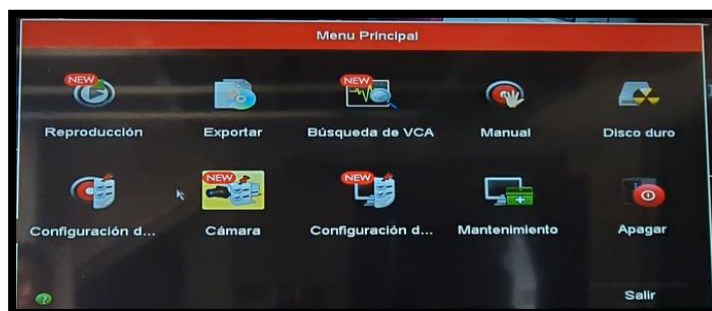 Menu Principal
NEW NEW
Reproducción Exportar Búsqueda de VCA Manual Disco duro
NEW NEW
Configuración d... Cámara Configuración d... Mantenimiento Apagar
Salir